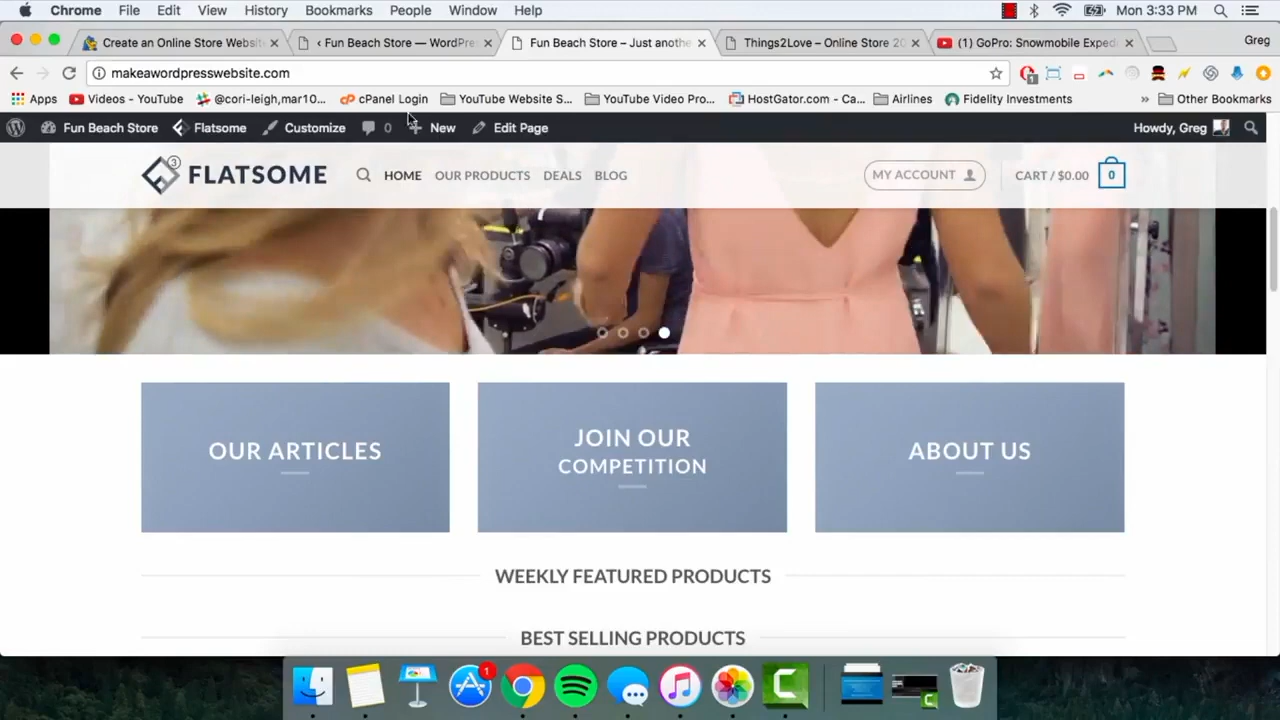 Chrome File Edit View History Bookmarks People Window Help Mon 3:33 PM
Create an Online Store Websit ‹ Fun Beach Store — WordPre Fun Beach Store – Just anothe Things2Love – Online Store 20 (1) GoPro: Snowmobile Exped Greg
makeawordpresswebsite.com
Apps Videos - YouTube @cori-leigh,mar10... cPanel Login YouTube Website S... YouTube Video Pro... HostGator.com - Ca... Airlines Fidelity Investments » Other Bookmarks
Fun Beach Store Flatsome Customize 0 New Edit Page Howdy, Greg
FLATSOME 3 HOME OUR PRODUCTS DEALS BLOG MY ACCOUNT CART / $0.00 0
OUR ARTICLES
JOIN OUR
COMPETITION
ABOUT US
WEEKLY FEATURED PRODUCTS
BEST SELLING PRODUCTS
1